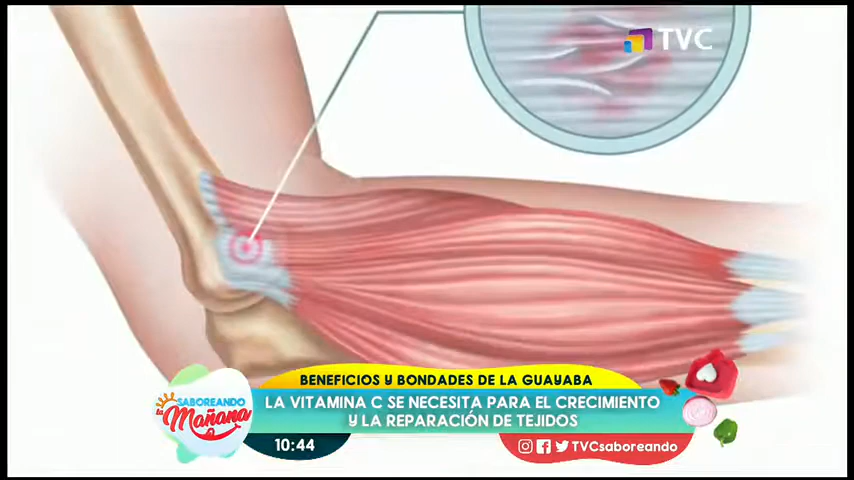 TVC
BENEFICIOS Y BONDADES DE LA GUAYABA
SABOREANDO
la Mañana
LA VITAMINA C SE NECESITA PARA EL CRECIMIENTO
Y LA REPARACIÓN DE TEJIDOS
10:44
TVCsaboreando